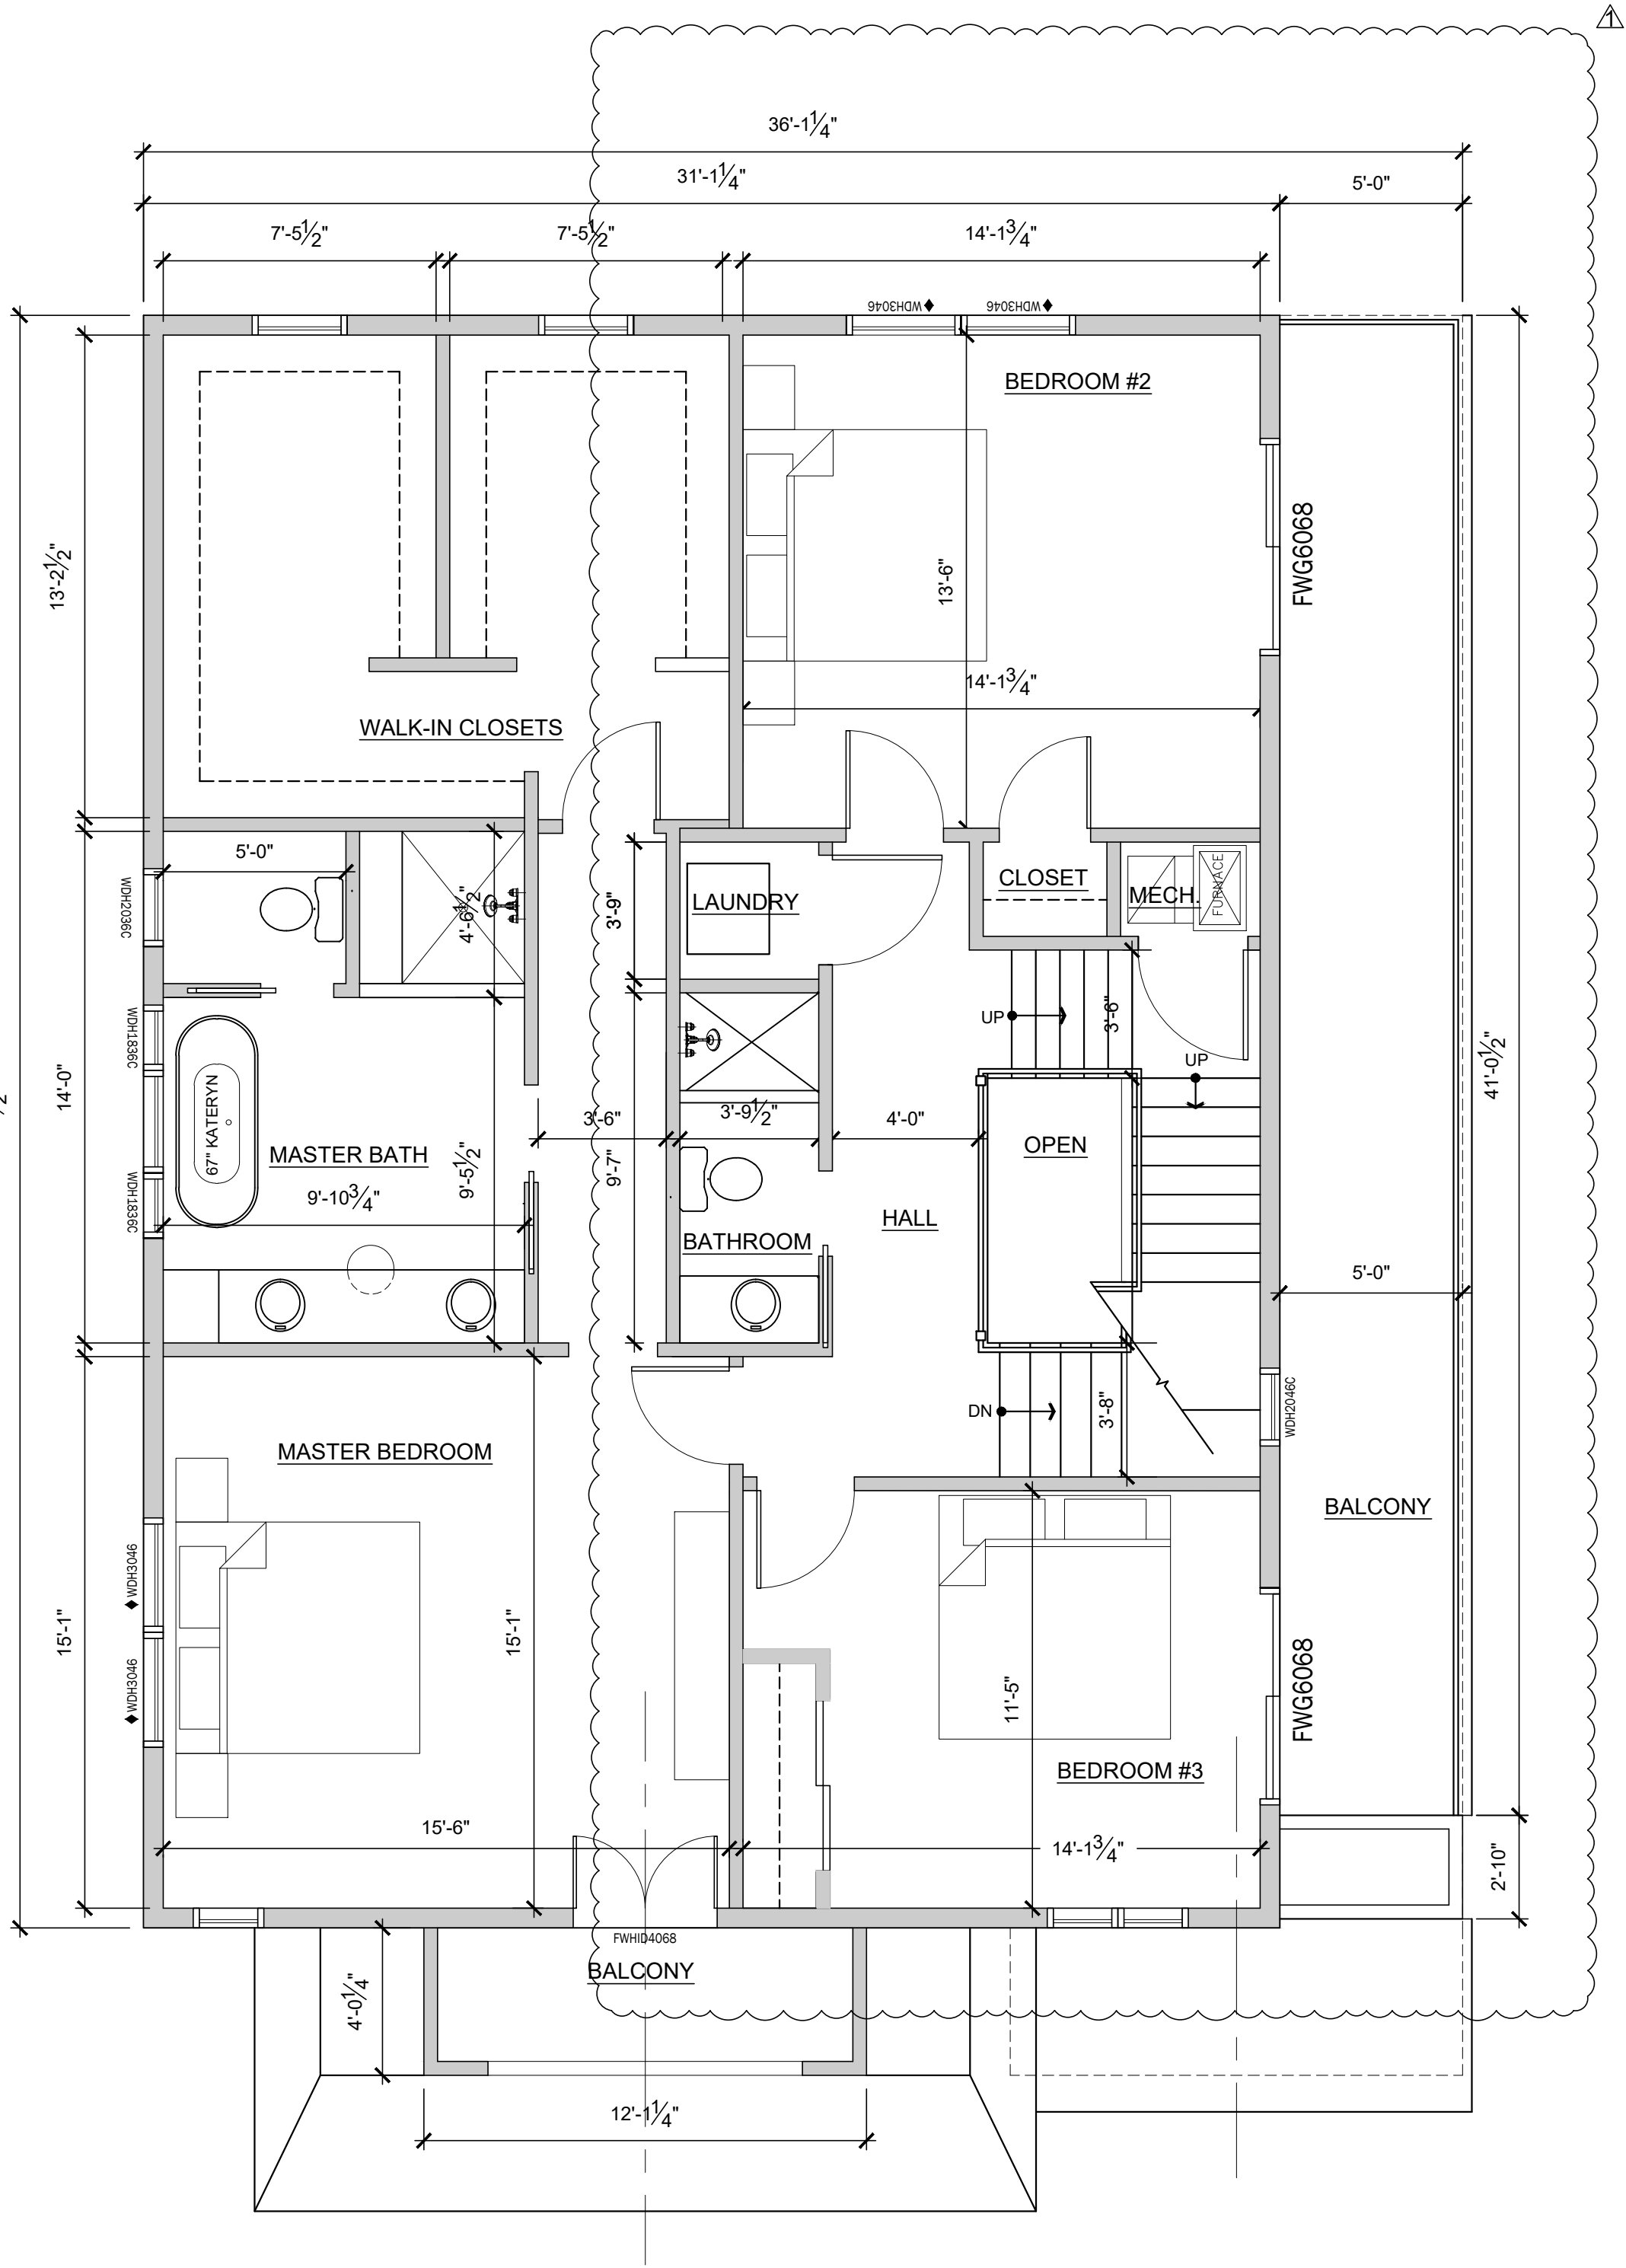 1
36'-1 1/4"
31'-1 1/4"
5'-0"
7'-5 1/2"
7'-5 1/2"
14'-1 3/4"
WDH3046
WDH3046
BEDROOM #2
FWG6068
13'-2 1/2"
13'-6"
14'-1 3/4"
WALK-IN CLOSETS
5'-0"
WDH2036C
4'-6 1/2"
3'-9"
LAUNDRY
CLOSET
MECH.
FURNACE
UP
3'-6"
UP
WDH1836C
14'-0"
67" KATERYN
41'-0 1/2"
3'-6"
3'-9 1/2"
4'-0"
OPEN
MASTER BATH
9'-5 1/2"
9'-7"
9'-10 3/4"
WDH1836C
HALL
BATHROOM
5'-0"
DN
3'-8"
WDH2046C
MASTER BEDROOM
BALCONY
WDH3046
15'-1"
15'-1"
WDH3046
11'-5"
FWG6068
BEDROOM #3
15'-6"
14'-1 3/4"
2'-10"
FWHID4068
BALCONY
4'-0 1/4"
12'-1 1/4"